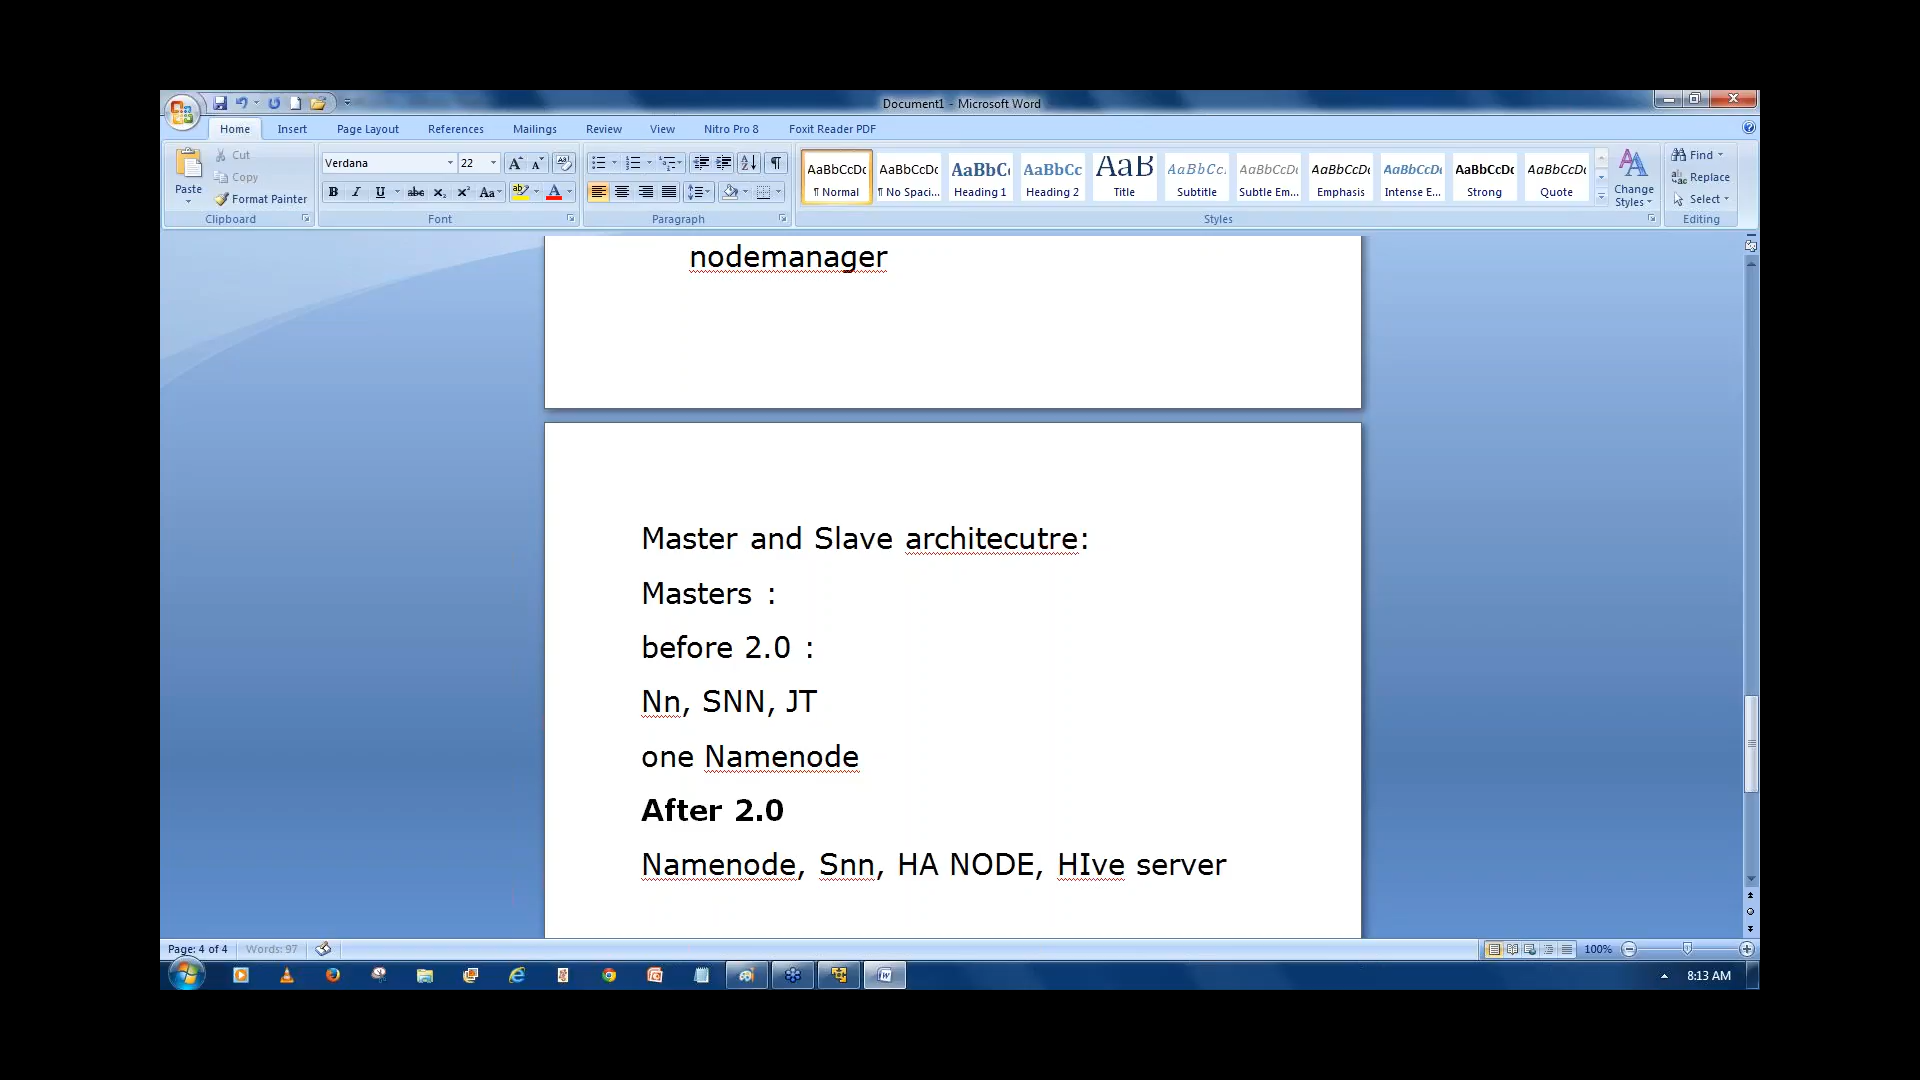 Document1 - Microsoft Word
Home Insert Page Layout References Mailings Review View Nitro Pro 8 Foxit Reader PDF
Paste
Cut
Copy
Format Painter
Clipboard
Verdana 22
Font
Paragraph
AaBbCcDc AaBbCcDc AaBbC( AaBbCc AaB AaBbCc. AaBbCcDc AaBbCcDc AaBbCcDc AaBbCcDc AaBbCcDc
¶ Normal ¶ No Spaci... Heading 1 Heading 2 Title Subtitle Subtle Em... Emphasis Intense E... Strong Quote
Change Styles
Styles
Find
Replace
Select
Editing
nodemanager
Master and Slave architecutre:
Masters :
before 2.0 :
Nn, SNN, JT
one Namenode
After 2.0
Namenode, Snn, HA NODE, HIve server
Page: 4 of 4 Words: 97 100%
8:13 AM